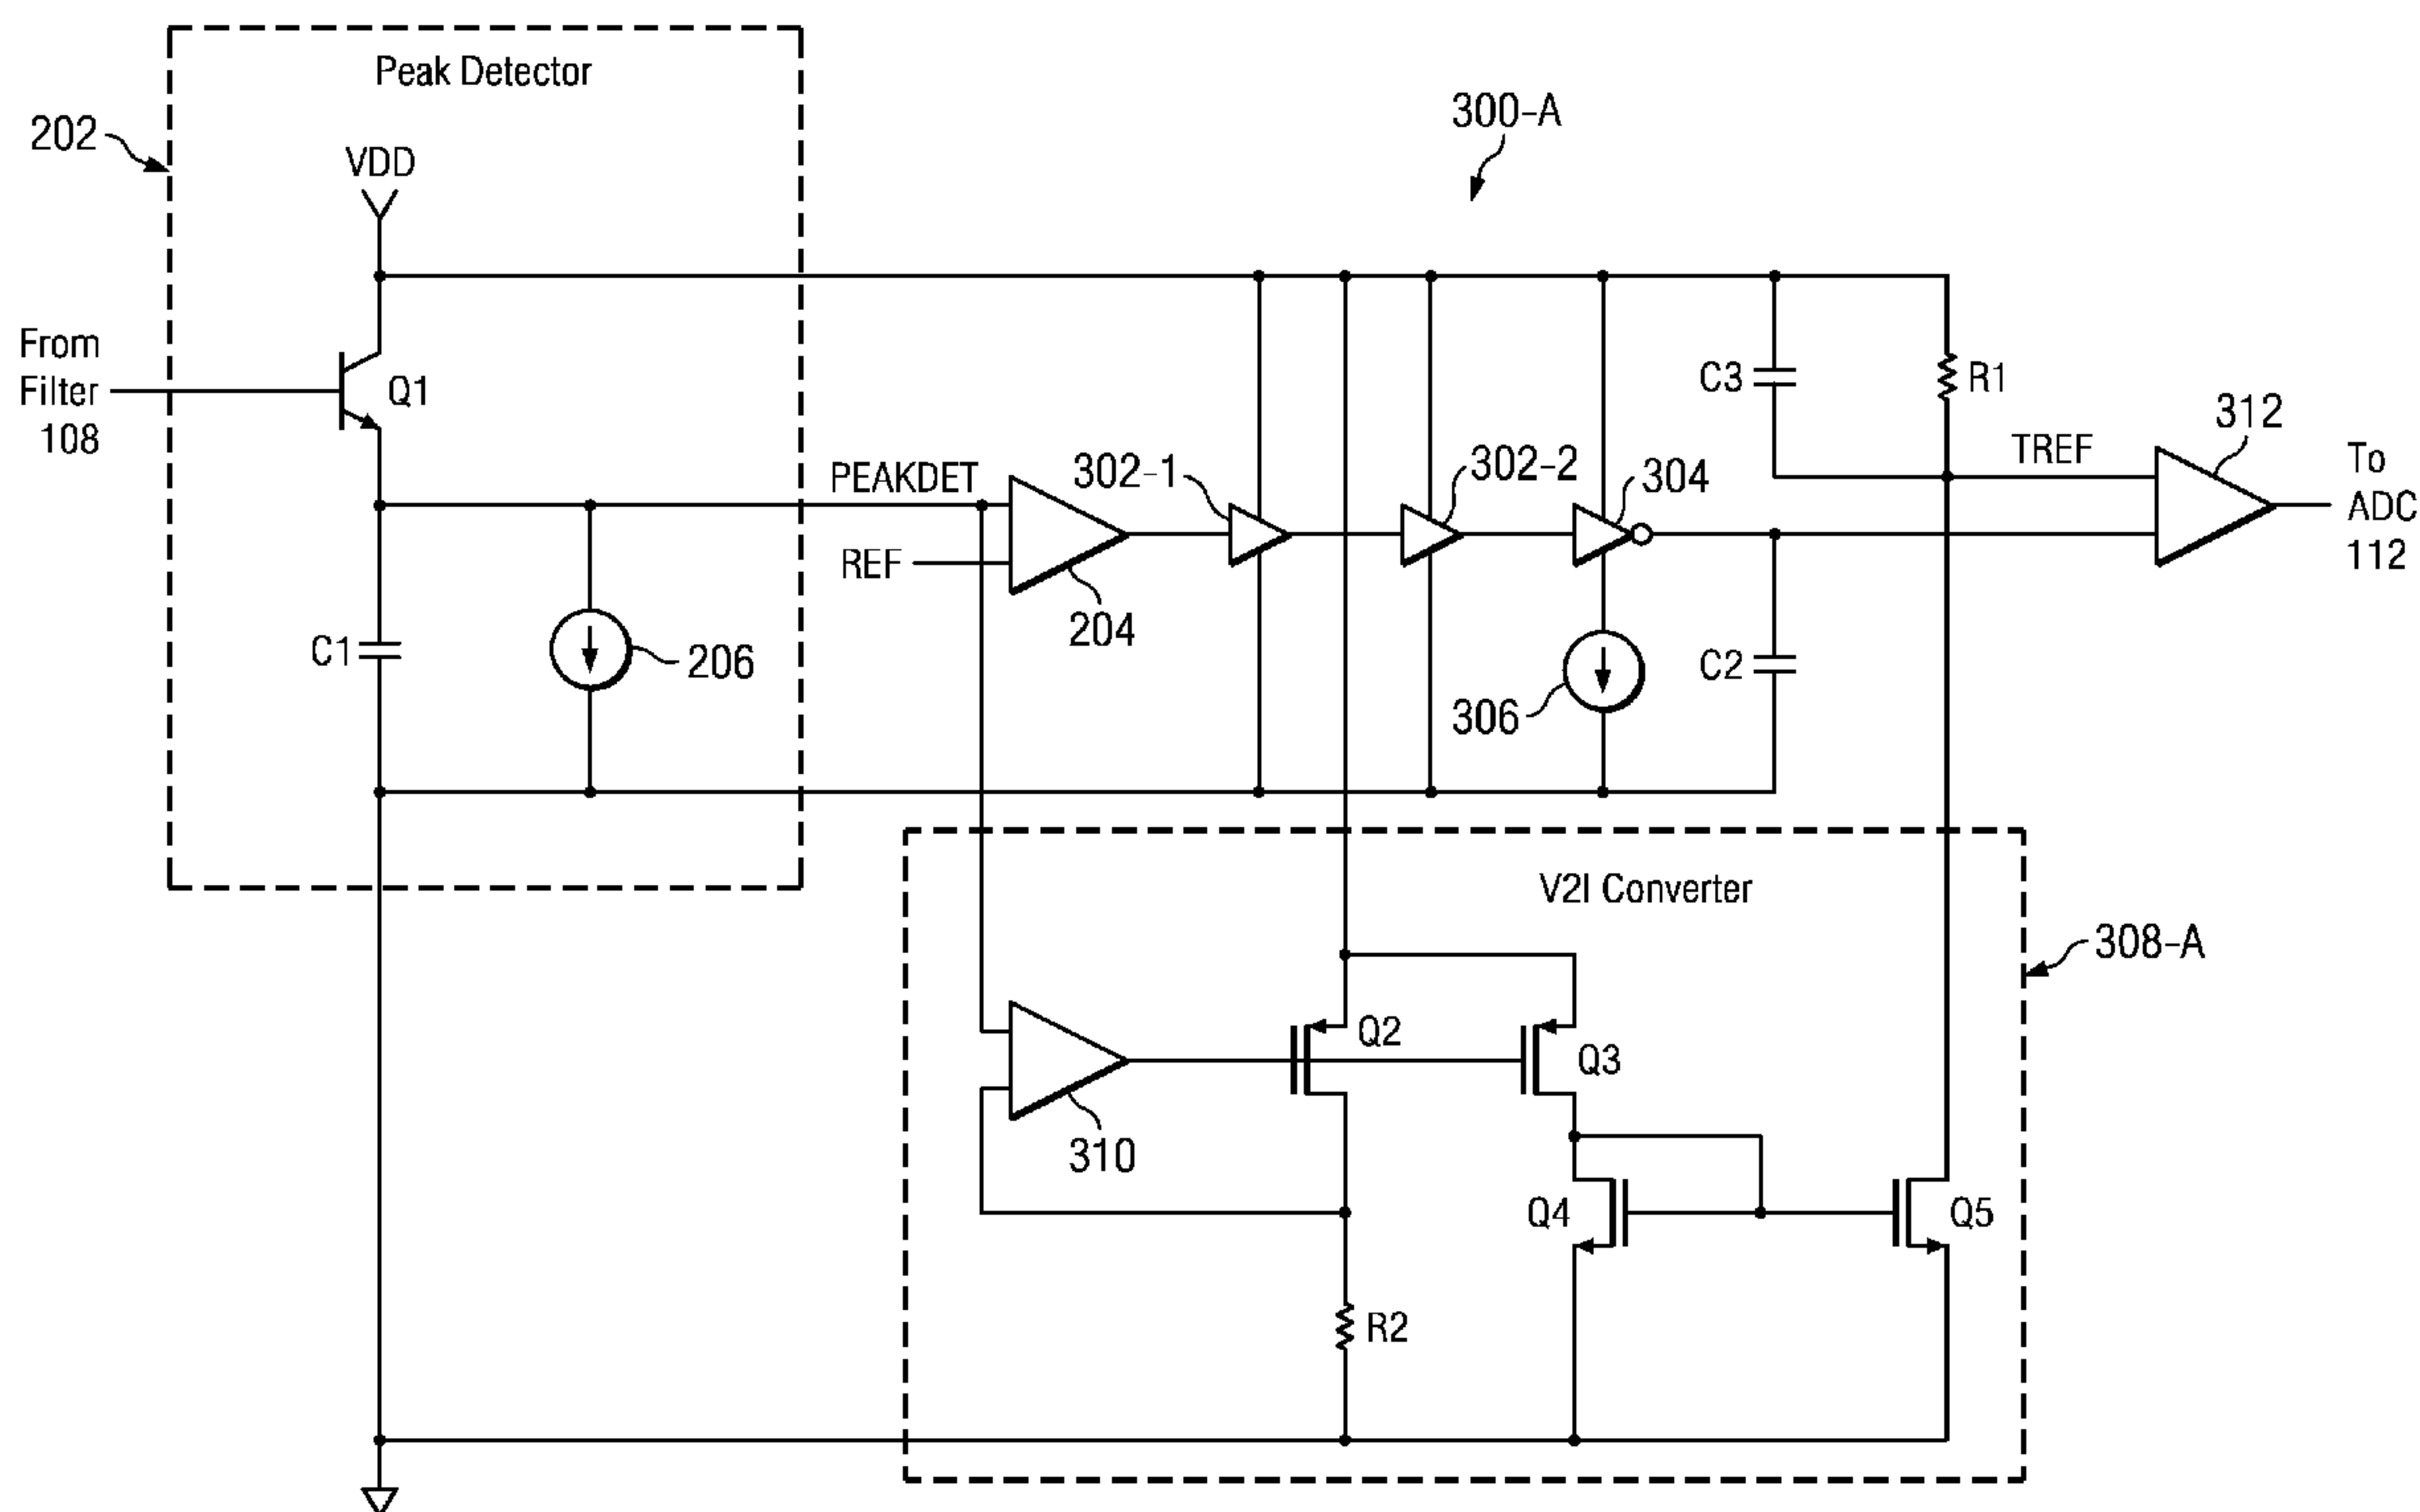 Peak Detector
202
VDD
300-A
From
Filter
108
Q1
C3
R1
312
PEAKDET
302-1
302-2
304
TREF
To
ADC
112
REF
204
C1
206
306
C2
V2I Converter
308-A
Q2
Q3
310
Q4
Q5
R2